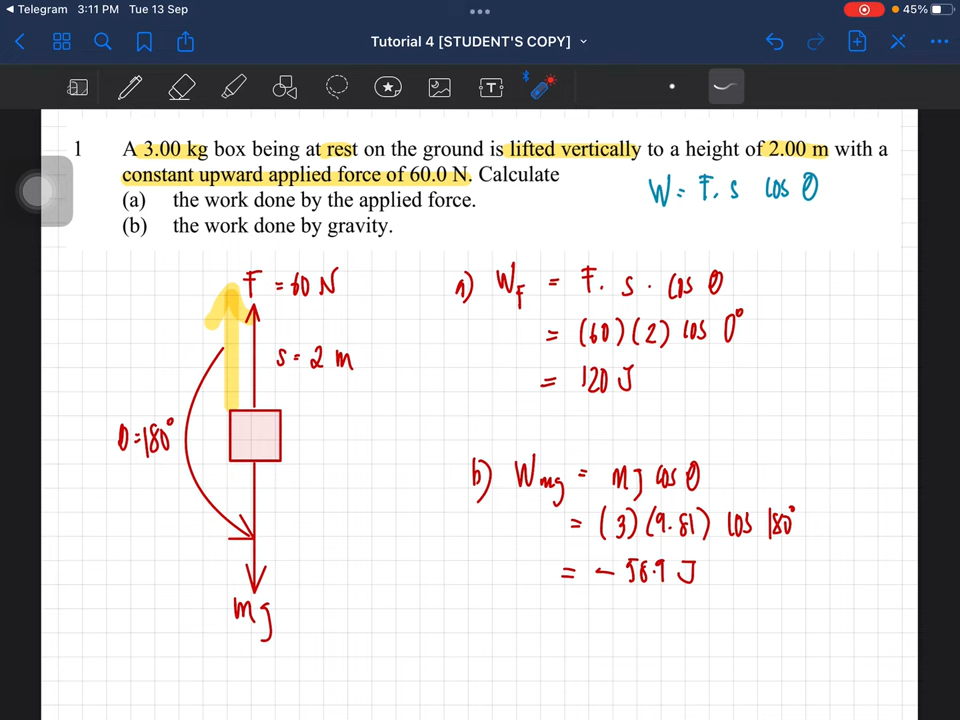 Telegram 3:11 PM Tue 13 Sep 45%
Tutorial 4 [STUDENT'S COPY]
1 A 3.00 kg box being at rest on the ground is lifted vertically to a height of 2.00 m with a
constant upward applied force of 60.0 N. Calculate
(a) the work done by the applied force.
(b) the work done by gravity.
W = F. s cos θ
F = 60 N
s = 2 m
θ = 180°
mg
a) W_F = F. s. cos θ
= (60)(2) cos 0°
= 120 J
b) W_mg = mg cos θ
= (3)(9.81) cos 180°
= - 58.9 J